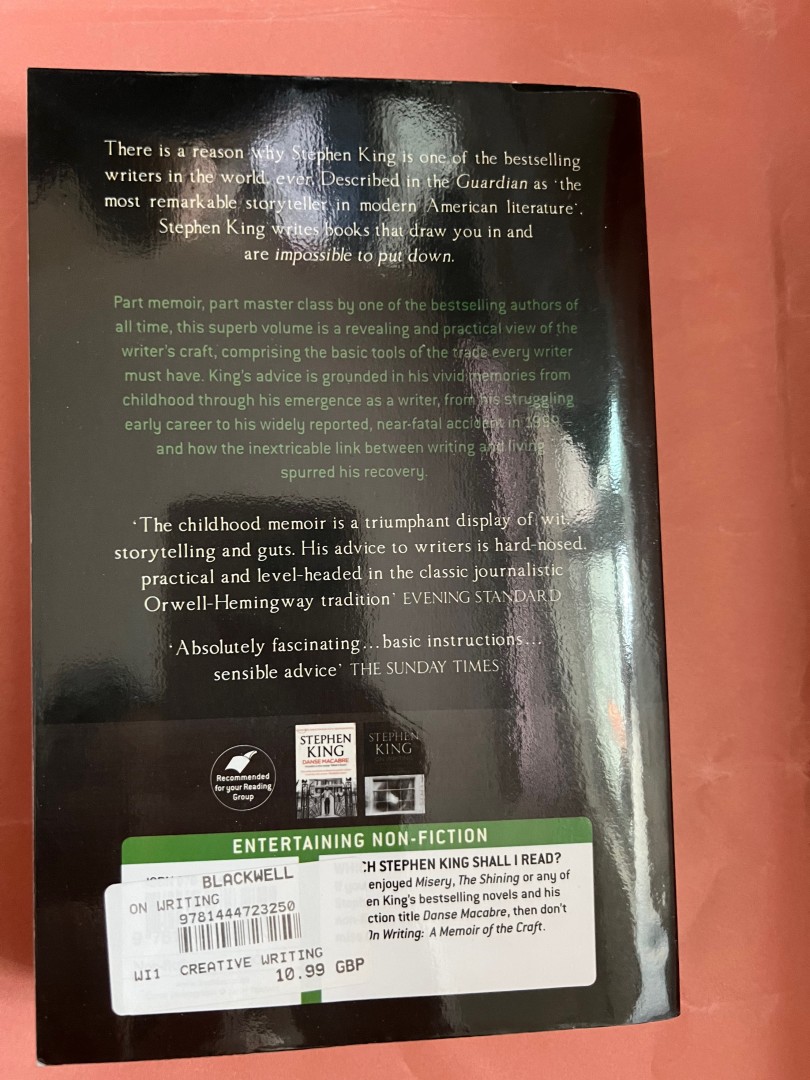 There is a reason why Stephen King is one of the bestselling
writers in the world, ever. Described in the Guardian as 'the
most remarkable storyteller in modern American literature',
Stephen King writes books that draw you in and
are impossible to put down.
Part memoir, part master class by one of the bestselling authors of
all time, this superb volume is a revealing and practical view of the
writer's craft, comprising the basic tools of the trade every writer
must have. King's advice is grounded in his vivid memories from
childhood through his emergence as a writer, from his struggling
early career to his widely reported, near-fatal accident in 1999
and how the inextricable link between writing and living
spurred his recovery.
'The childhood memoir is a triumphant display of wit,
storytelling and guts. His advice to writers is hard-nosed,
practical and level-headed in the classic journalistic
Orwell-Hemingway tradition' EVENING STANDARD
'Absolutely fascinating...basic instructions...
sensible advice' THE SUNDAY TIMES
Recommended
for your Reading
Group
STEPHEN
KING
DANSE MACABRE
STEPHEN
KING
ENTERTAINING NON-FICTION
CH STEPHEN KING SHALL I READ?
enjoyed Misery, The Shining or any of
en King's bestselling novels and his
ction title Danse Macabre, then don't
On Writing: A Memoir of the Craft.
BLACKWELL
ON WRITING
9781444723250
WI1 CREATIVE WRITING
10.99 GBP